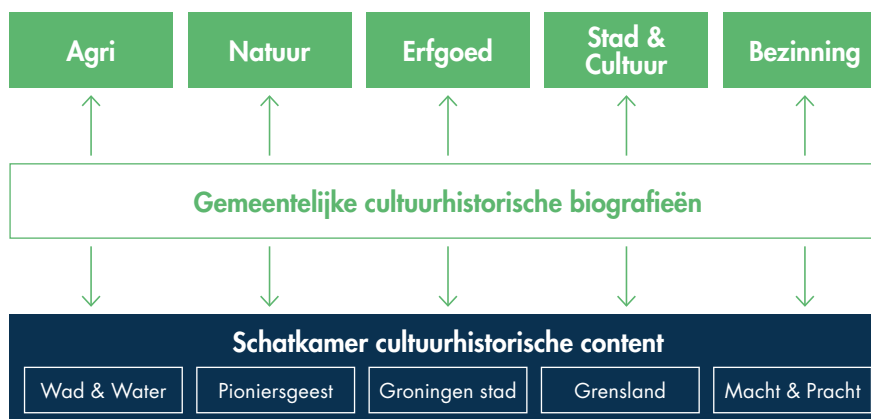 Agri
Natuur
Erfgoed
Stad &
Cultuur
Bezinning
Gemeentelijke cultuurhistorische biografieën
Schatkamer cultuurhistorische content
Wad & Water
Pioniersgeest
Groningen stad
Grensland
Macht & Pracht